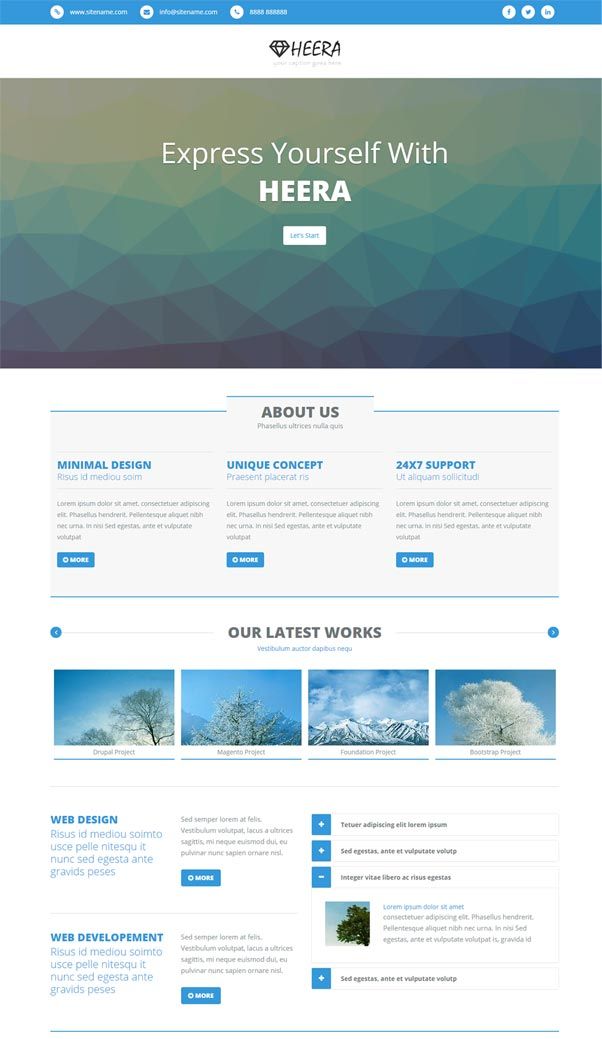 www.sitename.com
info@sitename.com
8888 888888
HEERA
your caption goes here
Express Yourself With
HEERA
Let's Start
ABOUT US
Phasellus ultrices nulla quis
MINIMAL DESIGN
Risus id mediou soim
Lorem ipsum dolor sit amet, consectetuer adipiscing
elit. Phasellus hendrerit. Pellentesque aliquet nibh
nec urna. In nisi Sed egestas, ante et vulputate
volutpat
MORE
UNIQUE CONCEPT
Praesent placerat ris
Lorem ipsum dolor sit amet, consectetuer adipiscing
elit. Phasellus hendrerit. Pellentesque aliquet nibh
nec urna. In nisi Sed egestas, ante et vulputate
volutpat
MORE
24X7 SUPPORT
Ut aliquam sollicitudi
Lorem ipsum dolor sit amet, consectetuer adipiscing
elit. Phasellus hendrerit. Pellentesque aliquet nibh
nec urna. In nisi Sed egestas, ante et vulputate
volutpat
MORE
OUR LATEST WORKS
Vestibulum auctor dapibus nequ
Drupal Project
Magento Project
Foundation Project
Bootstrap Project
WEB DESIGN
Risus id mediou soimto
usce pelle nitesqu it
nunc sed egesta ante
gravids peses
Sed semper lorem at felis.
Vestibulum volutpat, lacus a ultrices
sagittis, mi neque euismod dui, eu
pulvinar nunc sapien ornare nisl.
MORE
WEB DEVELOPEMENT
Risus id mediou soimto
usce pelle nitesqu it
nunc sed egesta ante
gravids peses
Sed semper lorem at felis.
Vestibulum volutpat, lacus a ultrices
sagittis, mi neque euismod dui, eu
pulvinar nunc sapien ornare nisl.
MORE
Tetuer adipiscing elit lorem ipsum
Sed egestas, ante et vulputate volutp
Integer vitae libero ac risus egestas
Lorem ipsum dolor sit amet
consectetuer adipiscing elit. Phasellus hendrerit.
Pellentesque aliquet nibh nec urna. In nisi Sed
egestas, ante et vulputate volutpat is, gravida id
Sed egestas, ante et vulputate volutp